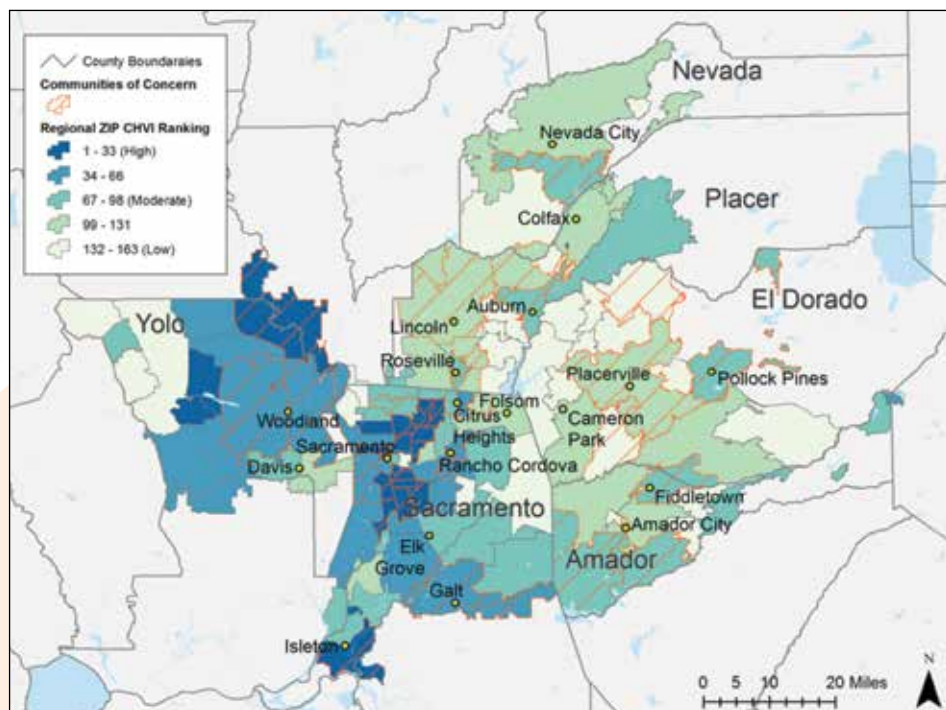 County Boundaraies
Communities of Concern
Regional ZIP CHVI Ranking
1 - 33 (High)
34 - 66
67 - 98 (Moderate)
99 - 131
132 - 163 (Low)
Nevada
Nevada City
Placer
Colfax
El Dorado
Yolo
Auburn
Lincoln
Roseville
Placerville
Pollock Pines
Folsom
Citrus
Heights
Cameron
Park
Woodland
Sacramento
Davis
Rancho Cordova
Sacramento
Fiddletown
Amador City
Elk
Grove
Amador
Galt
Isleton
N
0 5 10 20 Miles